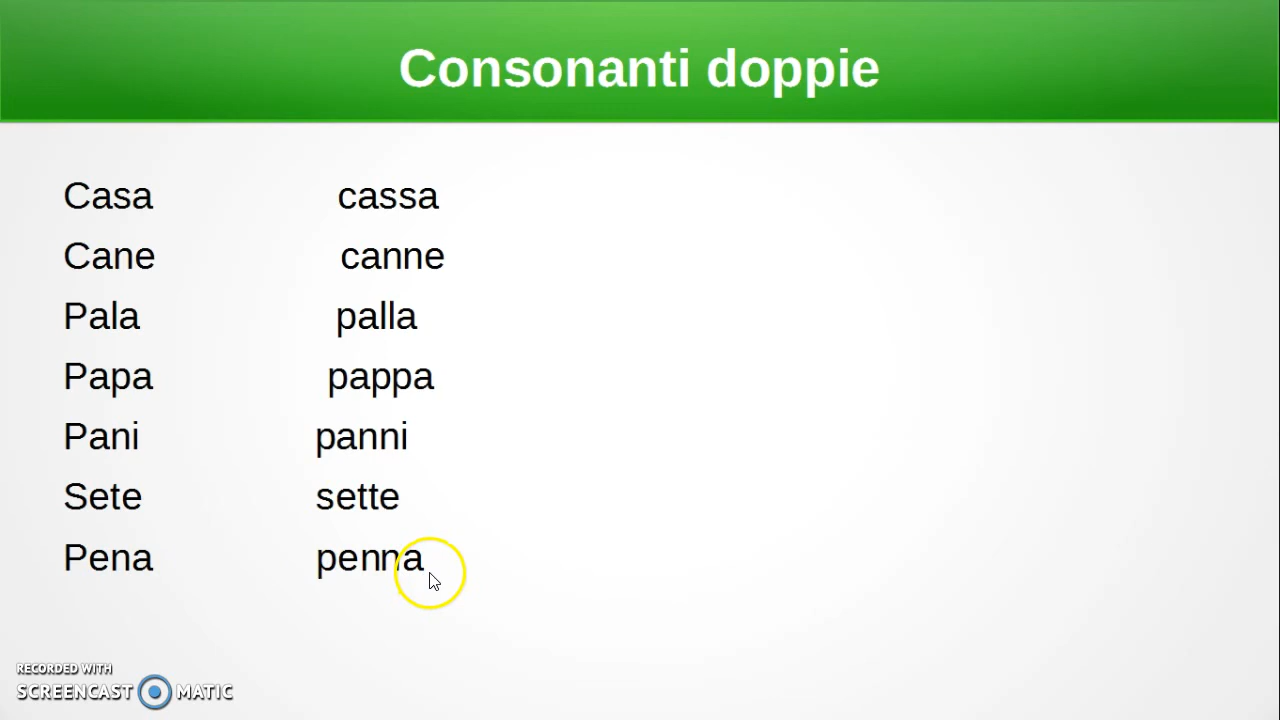 Consonanti doppie
Casa cassa
Cane canne
Pala palla
Papa pappa
Pani panni
Sete sette
Pena penna
RECORDED WITH
SCREENCAST MATIC